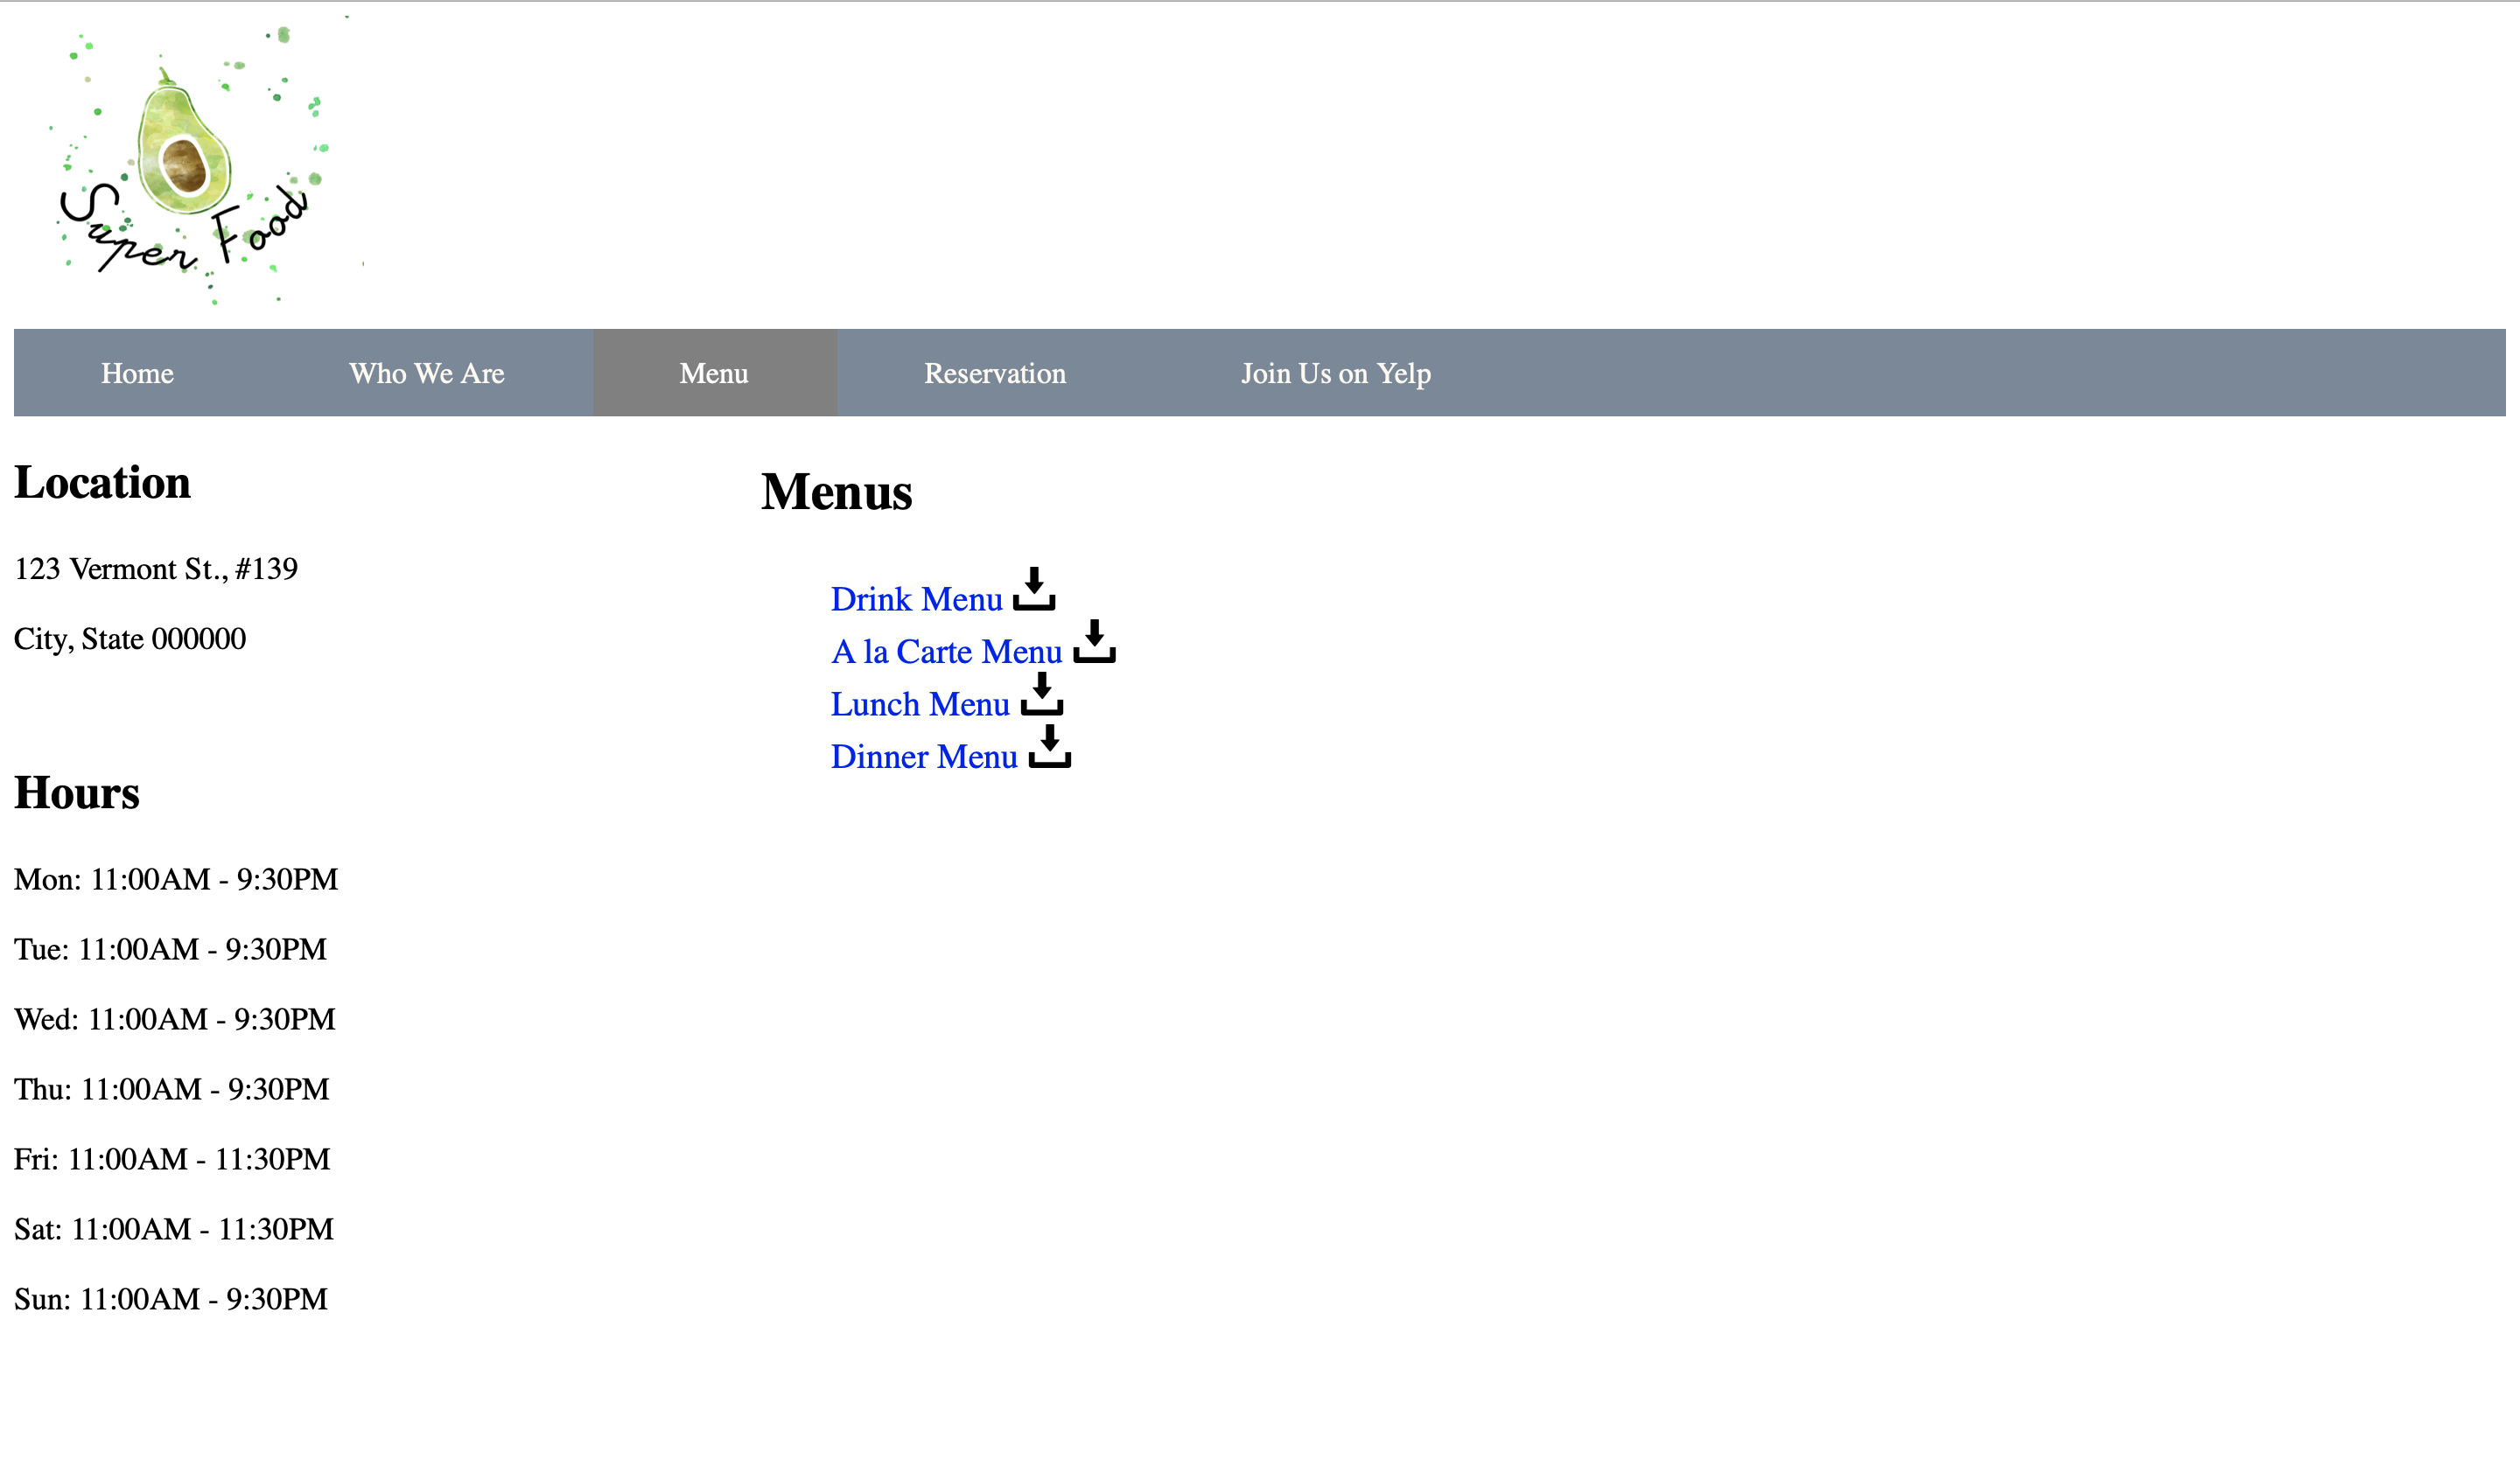 Super Food
Home
Who We Are
Menu
Reservation
Join Us on Yelp
Location
123 Vermont St., #139
City, State 000000
Hours
Mon: 11:00AM - 9:30PM
Tue: 11:00AM - 9:30PM
Wed: 11:00AM - 9:30PM
Thu: 11:00AM - 9:30PM
Fri: 11:00AM - 11:30PM
Sat: 11:00AM - 11:30PM
Sun: 11:00AM - 9:30PM
Menus
Drink Menu
A la Carte Menu
Lunch Menu
Dinner Menu